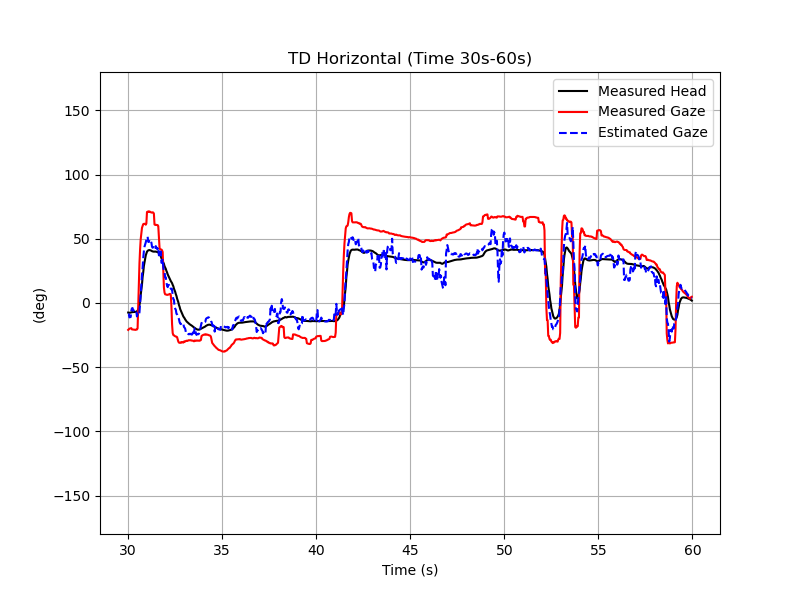 TD Horizontal (Time 30s-60s)
Measured Head
Measured Gaze
Estimated Gaze
150
100
50
0
−50
−100
−150
(deg)
30 35 40 45 50 55 60
Time (s)